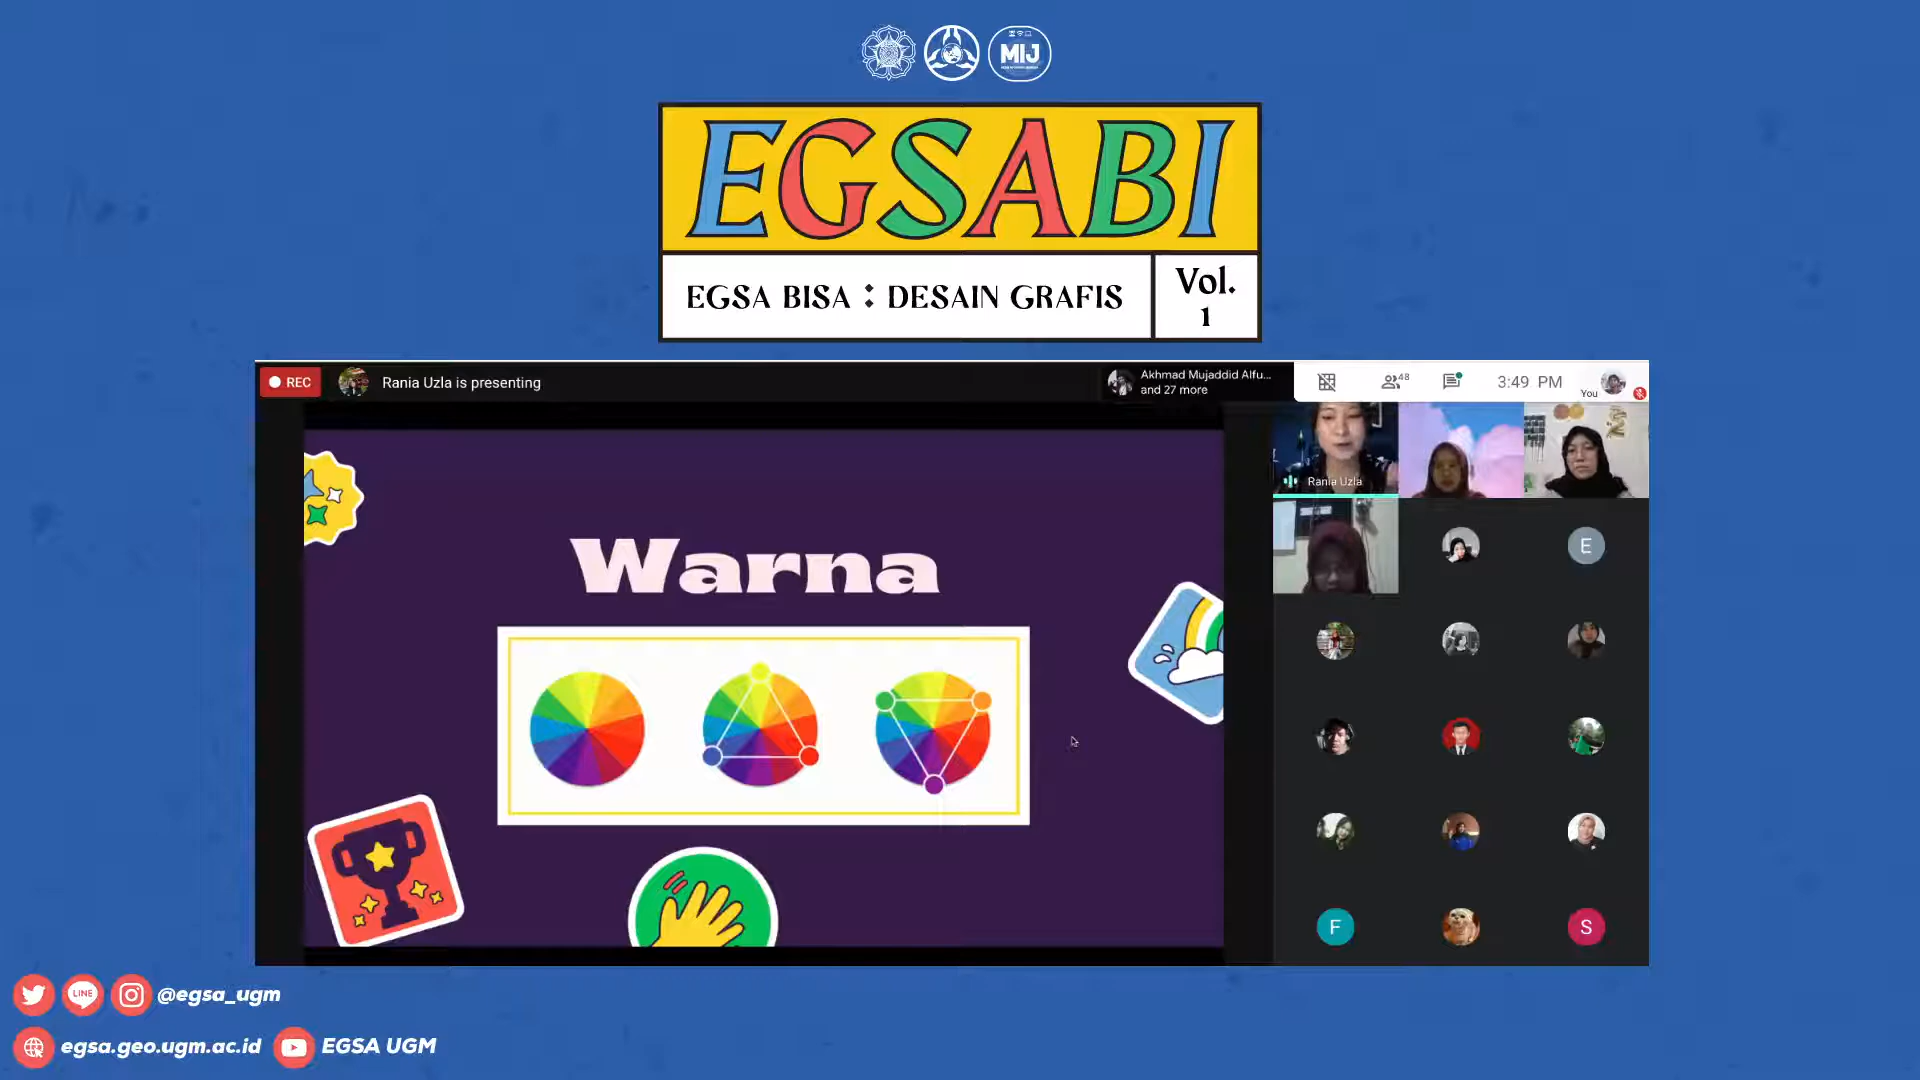 MIJ
EGSABI
EGSA BISA : DESAIN GRAFIS
Vol.
1
REC
Rania Uzla is presenting
Akhmad Mujaddid Alfu...
and 27 more
48
3:49 PM
You
Rania Uzla
Warna
E
F
S
LINE
@egsa_ugm
egsa.geo.ugm.ac.id
EGSA UGM